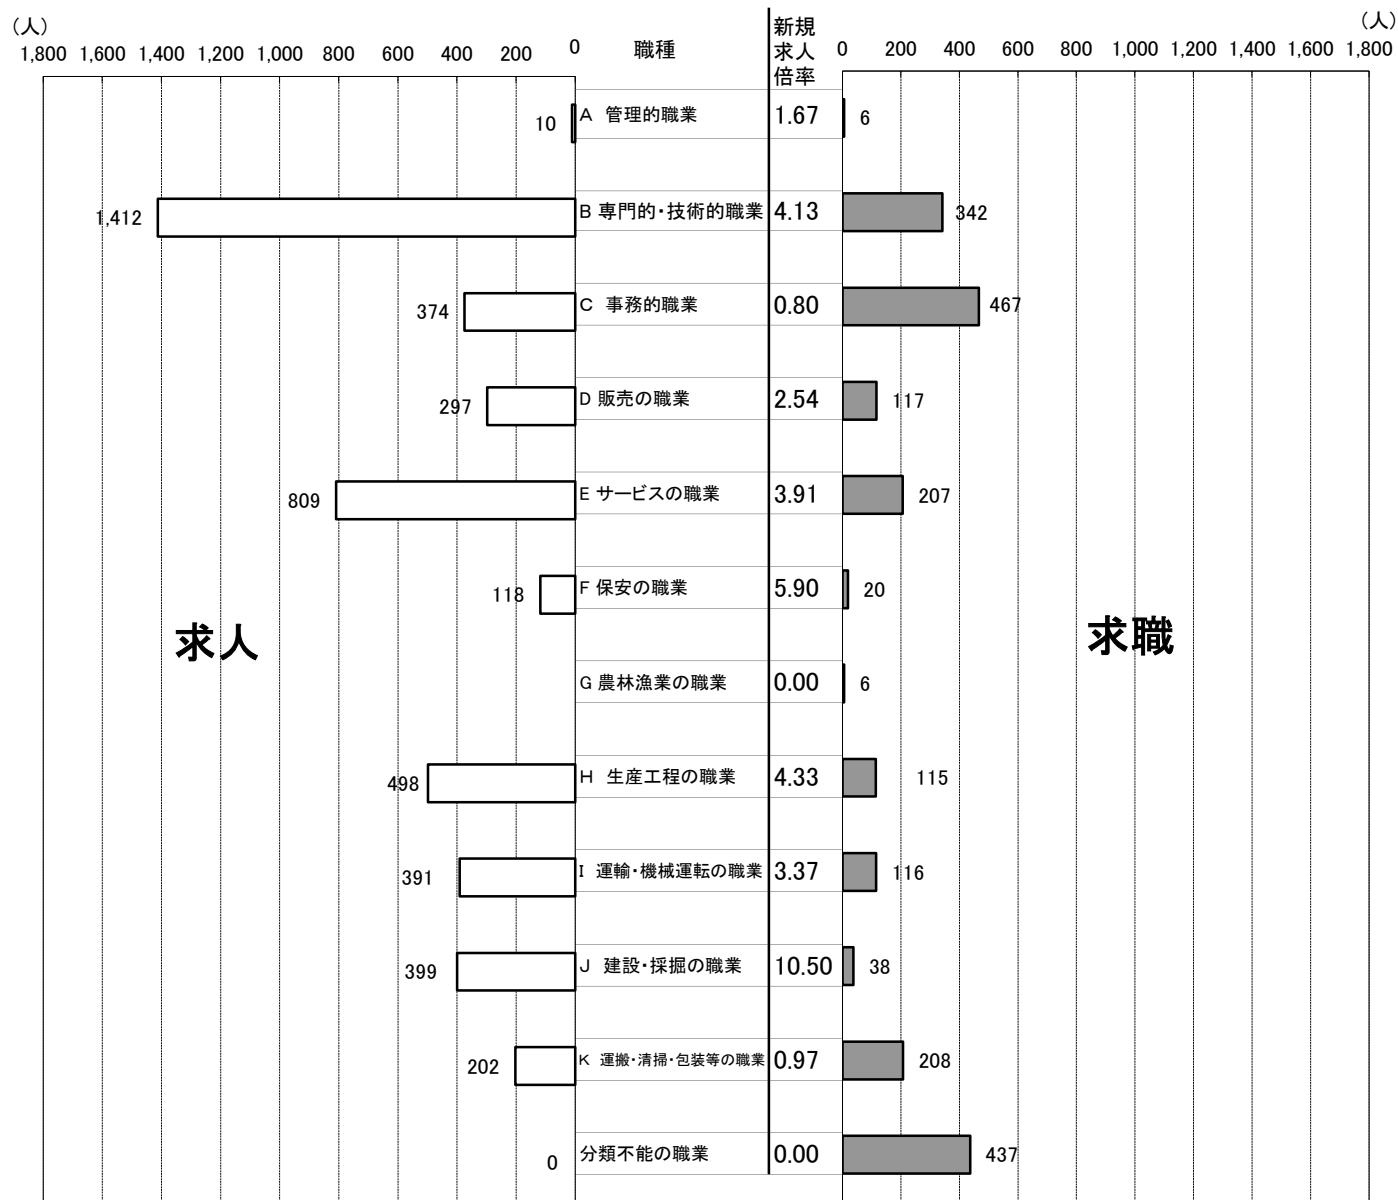 （人） 新規 （人）
1,800 1,600 1,400 1,200 1,000 800 600 400 200 0 職種 求人 0 200 400 600 800 1,000 1,200 1,400 1,600 1,800
倍率
10 A 管理的職業 1.67 6
1,412 B 専門的・技術的職業 4.13 342
374 C 事務的職業 0.80 467
297 D 販売の職業 2.54 117
809 E サービスの職業 3.91 207
118 F 保安の職業 5.90 20
求人 求職
G 農林漁業の職業 0.00 6
498 H 生産工程の職業 4.33 115
391 I 運輸・機械運転の職業 3.37 116
399 J 建設・採掘の職業 10.50 38
202 K 運搬・清掃・包装等の職業 0.97 208
0 分類不能の職業 0.00 437